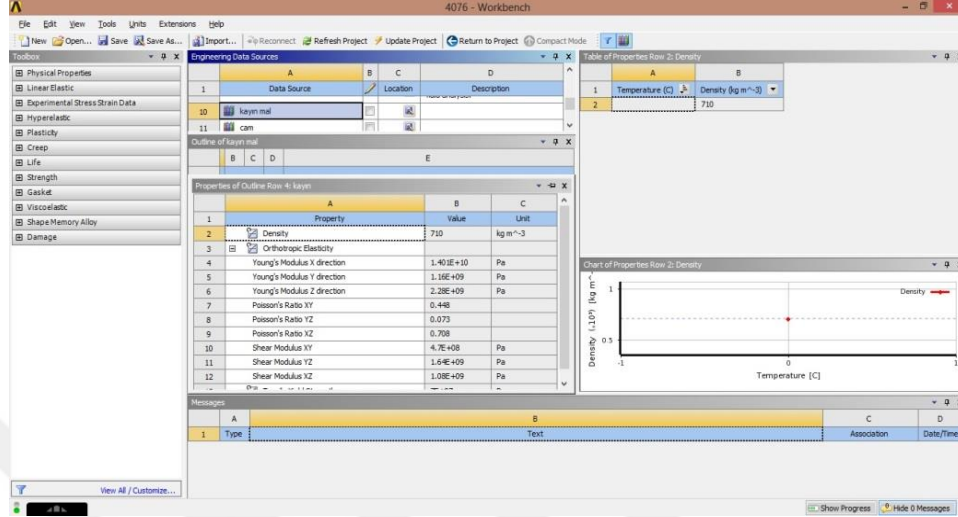 4076 - Workbench
File Edit View Tools Units Extensions Help
New Open... Save Save As... Import... Reconnect Refresh Project Update Project Return to Project Compact Mode
Toolbox
Physical Properties
Linear Elastic
Experimental Stress Strain Data
Hyperelastic
Plasticity
Creep
Life
Strength
Gasket
Viscoelastic
Shape Memory Alloy
Damage
View All / Customize...
Engineering Data Sources
A B C D
1 Data Source Location Description
10 kayın mal
11 cam
Outline of kayın mal
B C D E
Properties of Outline Row 4: kayın
A B C
1 Property Value Unit
2 Density 710 kg m^-3
3 Orthotropic Elasticity
4 Young's Modulus X direction 1.401E+10 Pa
5 Young's Modulus Y direction 1.16E+09 Pa
6 Young's Modulus Z direction 2.28E+09 Pa
7 Poisson's Ratio XY 0.448
8 Poisson's Ratio YZ 0.073
9 Poisson's Ratio XZ 0.708
10 Shear Modulus XY 4.7E+08 Pa
11 Shear Modulus YZ 1.64E+09 Pa
12 Shear Modulus XZ 1.08E+09 Pa
Table of Properties Row 2: Density
A B
1 Temperature (C) Density (kg m^-3)
2 710
Chart of Properties Row 2: Density
Density
1
0.5
-1 0 1
Temperature [C]
Messages
A B C D
1 Type Text Association Date/Time
Show Progress Hide 0 Messages